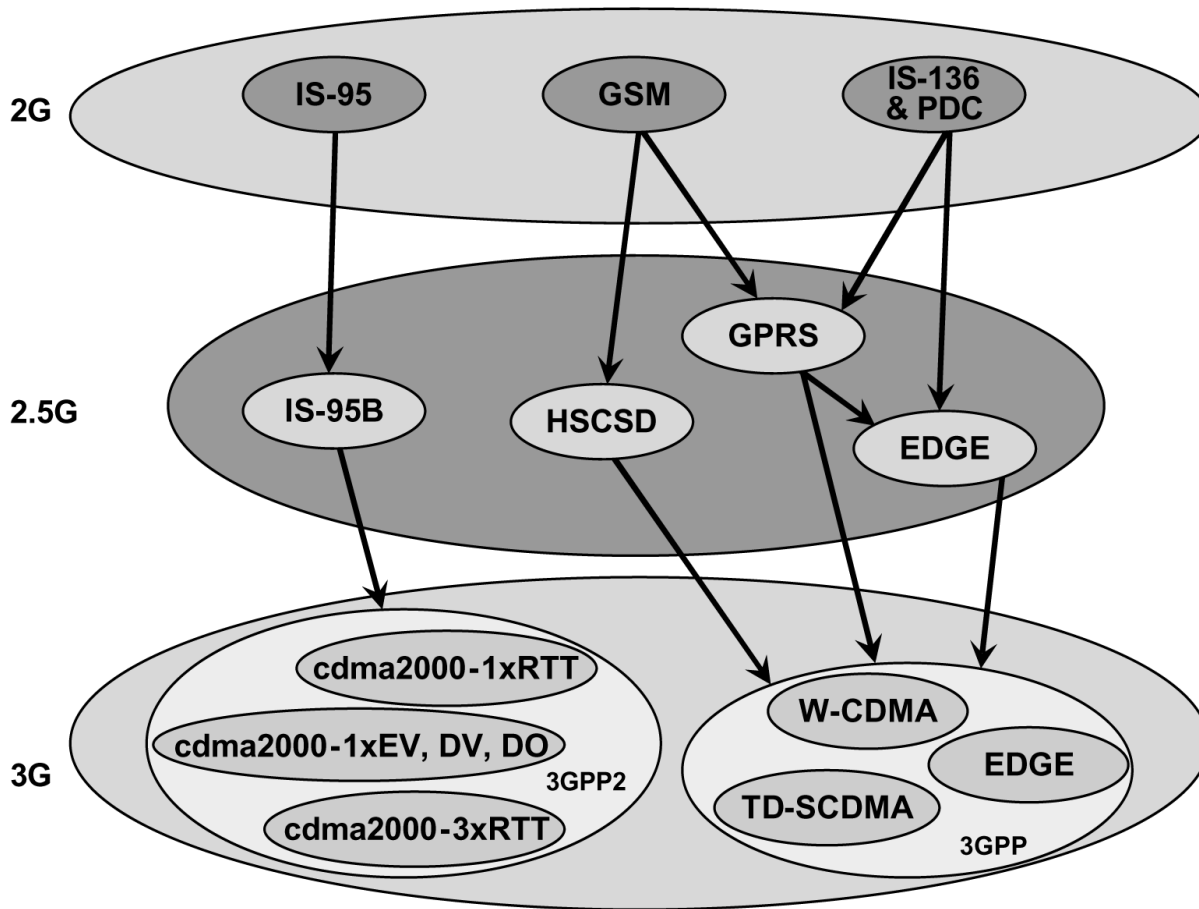 2G
IS-95
GSM
IS-136
& PDC
2.5G
GPRS
IS-95B
HSCSD
EDGE
3G
cdma2000-1xRTT
cdma2000-1xEV, DV, DO
3GPP2
cdma2000-3xRTT
W-CDMA
EDGE
TD-SCDMA
3GPP